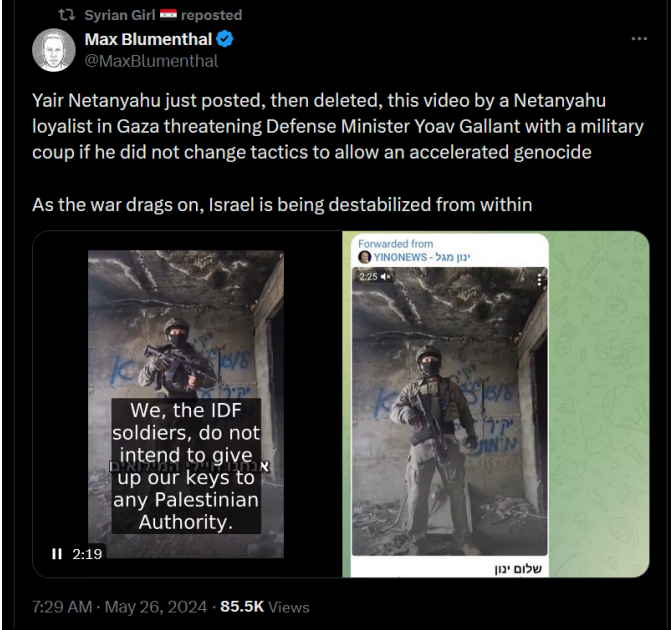 Syrian Girl 🇸🇾 reposted
Max Blumenthal
@MaxBlumenthal
Yair Netanyahu just posted, then deleted, this video by a Netanyahu
loyalist in Gaza threatening Defense Minister Yoav Gallant with a military
coup if he did not change tactics to allow an accelerated genocide
As the war drags on, Israel is being destabilized from within
We, the IDF
soldiers, do not
intend to give
up our keys to
any Palestinian
Authority.
2:19
Forwarded from
YINONEWS - ינון מגל
2:25
שלום ינון
7:29 AM · May 26, 2024 · 85.5K Views